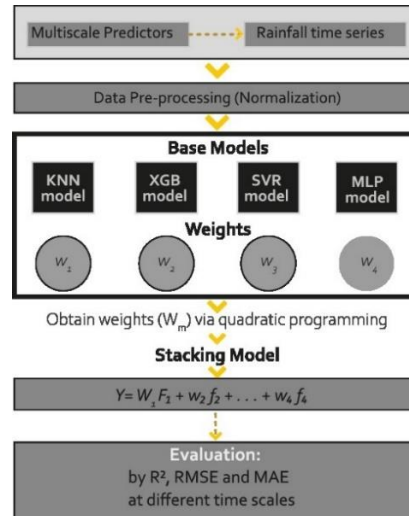 Multiscale Predictors
Rainfall time series
Data Pre-processing (Normalization)
Base Models
KNN model
XGB model
SVR model
MLP model
Weights
W₁
W₂
W₃
W₄
Obtain weights (Wₘ) via quadratic programming
Stacking Model
Y= W₁ F₁ + w₂ f₂ + . . . + w₄ f₄
Evaluation:
by R², RMSE and MAE
at different time scales